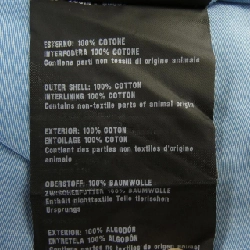 ESTERNO: 100% COTONE
INTERFODERA 100% COTONE
Contiene parti non tessili di origine animale
OUTER SHELL: 100% COTTON
INTERLINING 100% COTTON
Contains non-textile parts of animal origin
EXTERIOR: 100% COTON
ENTOILAGE 100% COTON
Contient des parties non textiles d'origine
animale
OBERSTOFF: 100% BAUMWOLLE
ZWISCHENFUTTER 100% BAUMWOLLE
Enthält nichttextile Teile tierischen
Ursprungs
EXTERIOR: 100% ALGODÓN
ENTRETELA 100% ALGODÓN